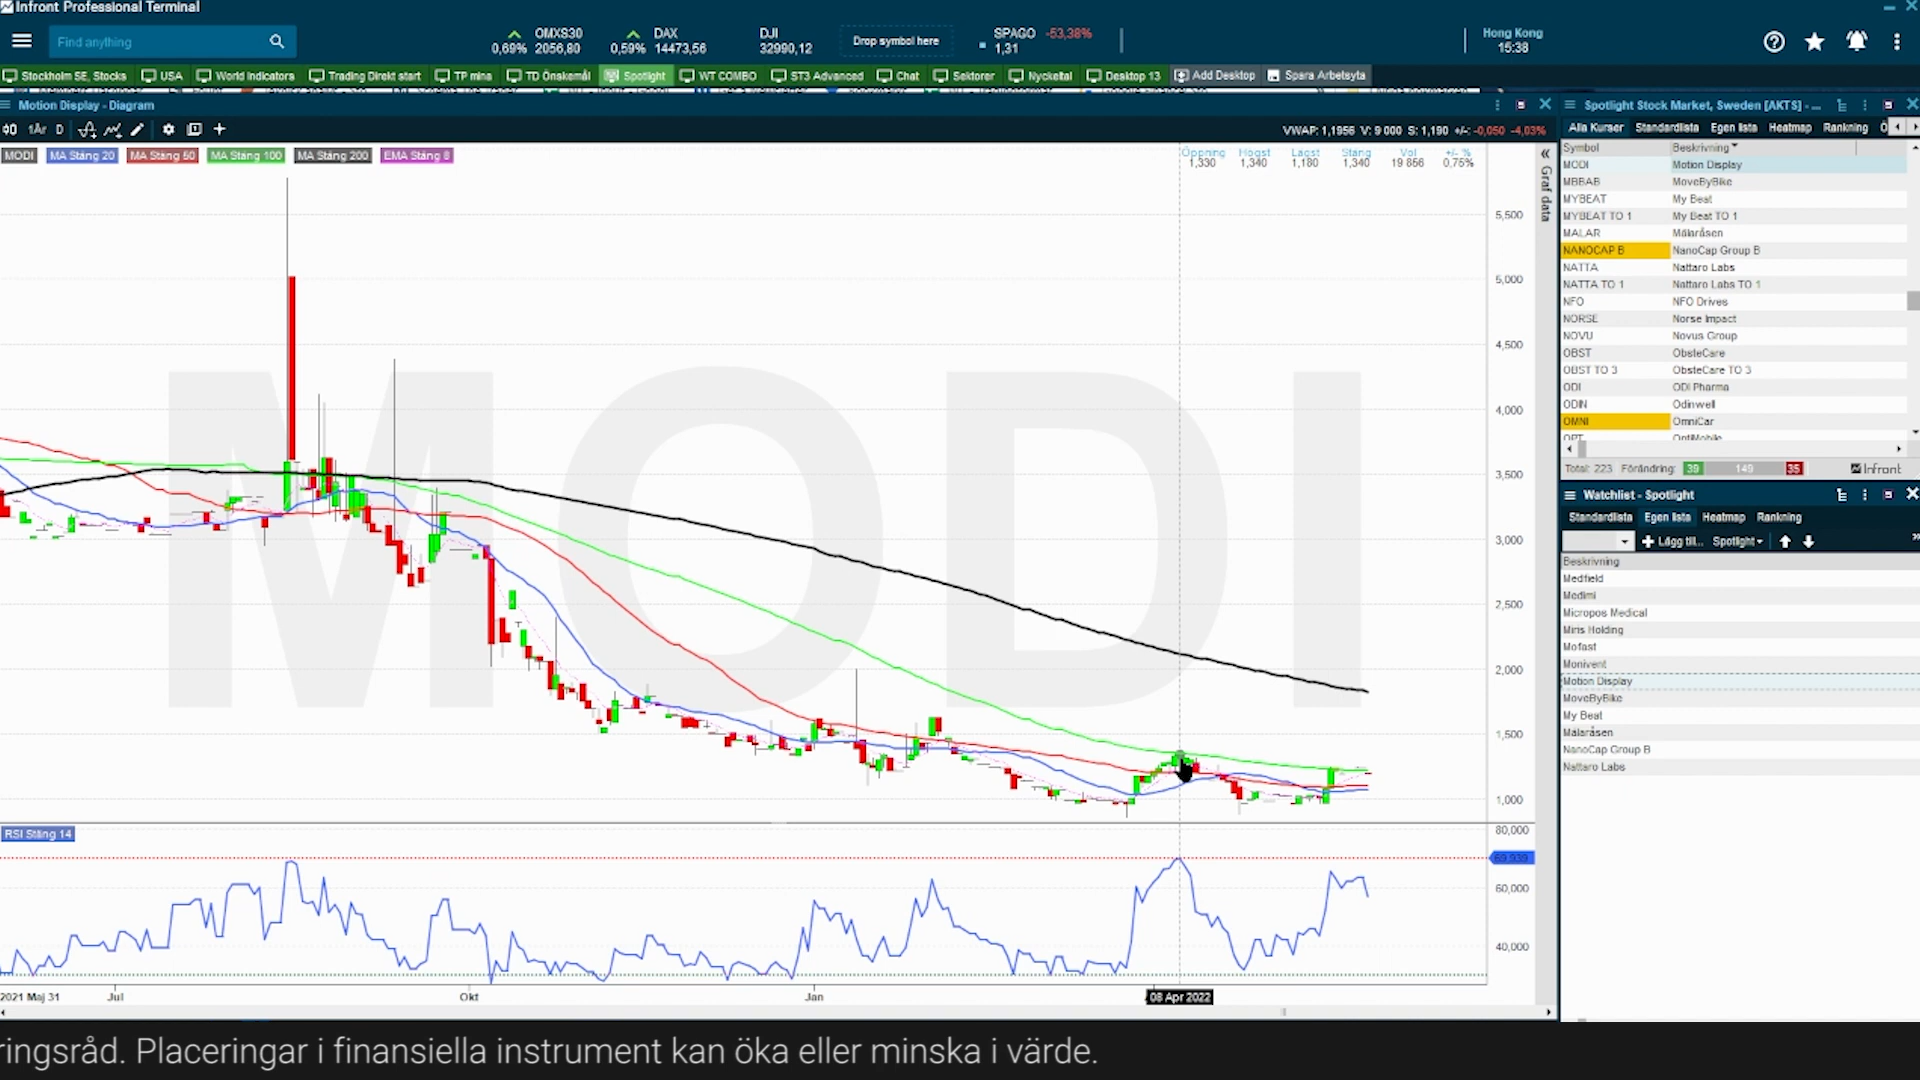 Infront Professional Terminal
Find anything
0,69% OMXS30 2056,80
0,59% DAX 14473,56
DJI 32990,12
Drop symbol here
SPAGO -53,38% 1,31
Hong Kong
15:38
Stockholm SE, Stocks USA World Indicators Trading Direkt start TP mina TD Önskemål Spotlight WT COMBO ST3 Advanced Chat Sektorer Nyckeltal Desktop 13 Add Desktop Spara Arbetsyta
Motion Display - Diagram
1År D
VWAP: 1,1956 V: 9 000 S: 1,190 +/-: -0,050 -4,03%
MODI MA Stäng 20 MA Stäng 50 MA Stäng 100 MA Stäng 200 EMA Stäng 8
Öppning Högst Lägst Stäng Vol +/- %
1,330 1,340 1,180 1,340 19 856 0,75%
Graf data
MODI
5,500
5,000
4,500
4,000
3,500
3,000
2,500
2,000
1,500
1,000
RSI Stäng 14
80,000
69,939
60,000
40,000
2021 Maj 31 Jul Okt Jan 08 Apr 2022
Spotlight Stock Market, Sweden [AKTS] - ...
Alla Kurser Standardlista Egen lista Heatmap Rankning Ö
Symbol Beskrivning
MODI Motion Display
MBBAB MoveByBike
MYBEAT My Beat
MYBEAT TO 1 My Beat TO 1
MALAR Mälaråsen
NANOCAP B NanoCap Group B
NATTA Nattaro Labs
NATTA TO 1 Nattaro Labs TO 1
NFO NFO Drives
NORSE Norse Impact
NOVU Novus Group
OBST ObsteCare
OBST TO 3 ObsteCare TO 3
ODI ODI Pharma
ODIN Odinwell
OMNI OmniCar
OPT OptiMobile
Total: 223 Förändring: 39 149 35 Infront
Watchlist - Spotlight
Standardlista Egen lista Heatmap Rankning
Lägg till... Spotlight
Beskrivning
Medfield
Medimi
Micropos Medical
Miris Holding
Mofast
Monivent
Motion Display
MoveByBike
My Beat
Mälaråsen
NanoCap Group B
Nattaro Labs
ringsråd. Placeringar i finansiella instrument kan öka eller minska i värde.